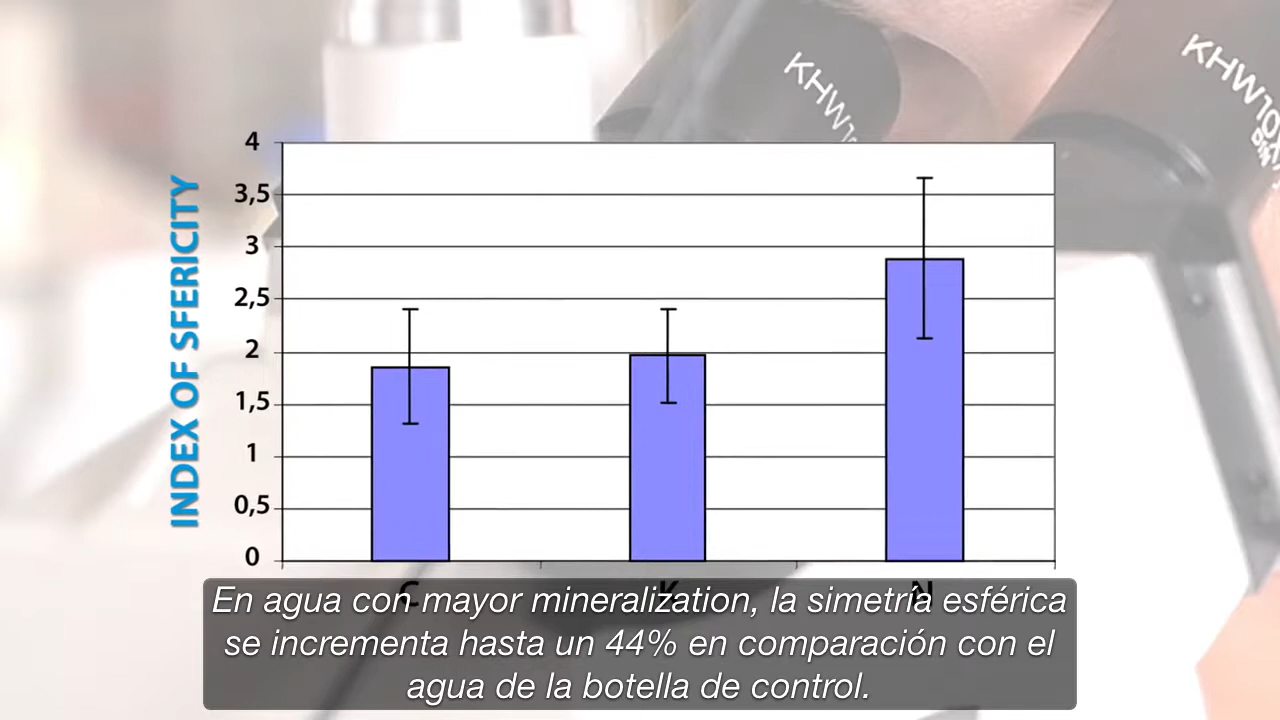 KHW10
KHW10X
4
3,5
3
2,5
2
1,5
1
0,5
0
INDEX OF SFERICITY
C
K
N
En agua con mayor mineralization, la simetría esférica
se incrementa hasta un 44% en comparación con el
agua de la botella de control.